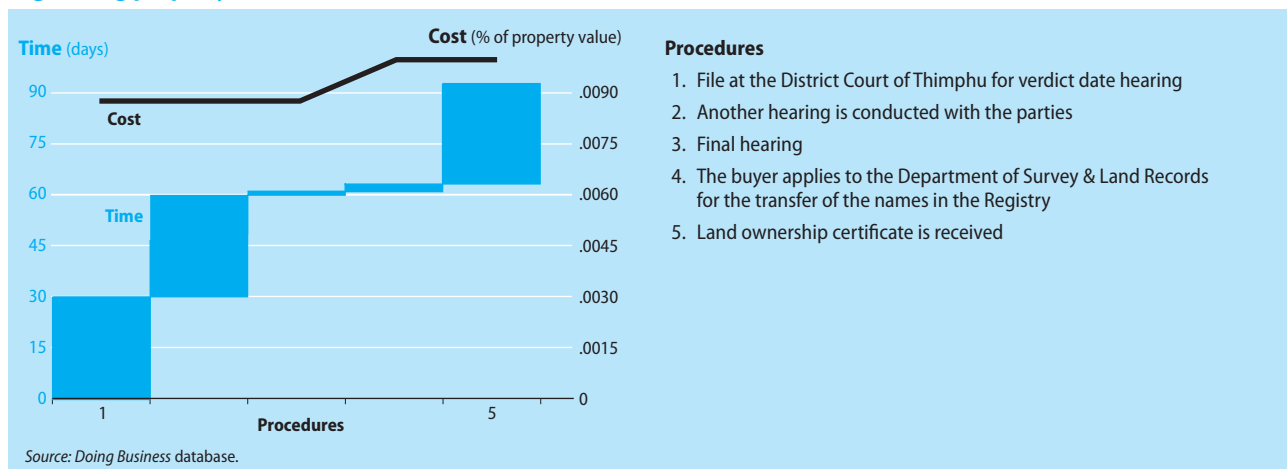 Time (days)
Cost (% of property value)
90
75
60
45
30
15
0
Cost
Time
.0090
.0075
.0060
.0045
.0030
.0015
0
1
5
Procedures
Source: Doing Business database.
Procedures
1. File at the District Court of Thimphu for verdict date hearing
2. Another hearing is conducted with the parties
3. Final hearing
4. The buyer applies to the Department of Survey & Land Records
for the transfer of the names in the Registry
5. Land ownership certificate is received